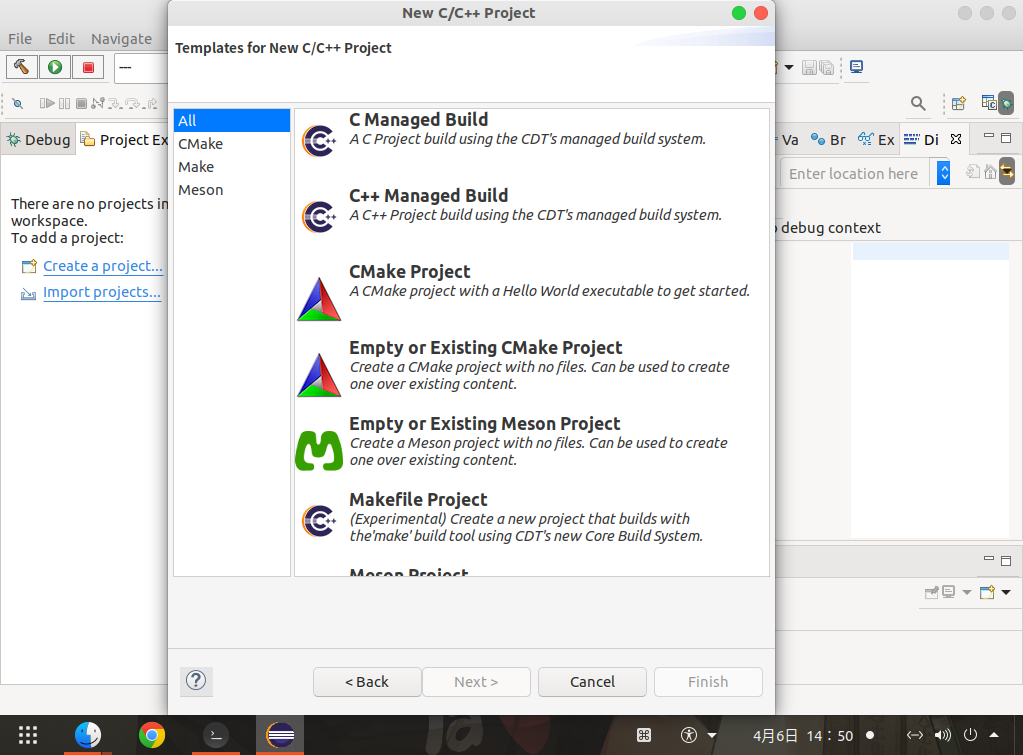 New C/C++ Project
File Edit Navigate
Templates for New C/C++ Project
---
All
CMake
Make
Meson
C Managed Build
A C Project build using the CDT's managed build system.
C++ Managed Build
A C++ Project build using the CDT's managed build system.
CMake Project
A CMake project with a Hello World executable to get started.
Empty or Existing CMake Project
Create a CMake project with no files. Can be used to create
one over existing content.
Empty or Existing Meson Project
Create a Meson project with no files. Can be used to create
one over existing content.
Makefile Project
(Experimental) Create a new project that builds with
the'make' build tool using CDT's new Core Build System.
Meson Project
Debug Project Ex
There are no projects in
workspace.
To add a project:
Create a project...
Import projects...
Va Br Ex Di
Enter location here
debug context
? < Back Next > Cancel Finish
4月6日 14：50